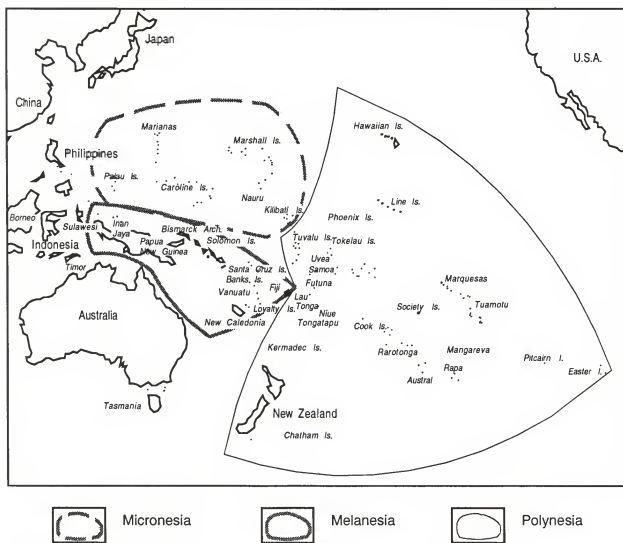 Japan
U.S.A.
China
Marianas
Hawaiian Is.
Marshall Is.
Philippines
Palau Is.
Caroline Is.
Nauru
Line Is.
Kilibati Is.
Phoenix Is.
Borneo
Sulawesi
Irian
Jaya
Bismarck Arch.
Papua
New Guinea
Solomon Is.
Tuvalu Is.
Tokelau Is.
Indonesia
Timor
Santa Cruz Is.
Banks, Is.
Vanuatu
Fiji
Uvea
Samoa
Futuna
Marquesas
Lau
Tonga
Niue
Tongatapu
Society Is.
Tuamotu
Australia
Loyalty Is.
New Caledonia
Cook Is.
Kermadec Is.
Rarotonga
Mangareva
Pitcairn I.
Easter I.
Austral
Rapa
Tasmania
New Zealand
Chatham Is.
Micronesia
Melanesia
Polynesia